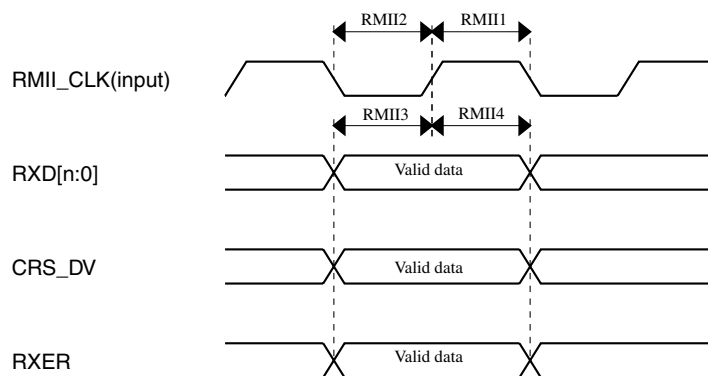 RMII2 RMII1
RMII_CLK(input)
RMII3 RMII4
RXD[n:0] Valid data
CRS_DV Valid data
RXER Valid data